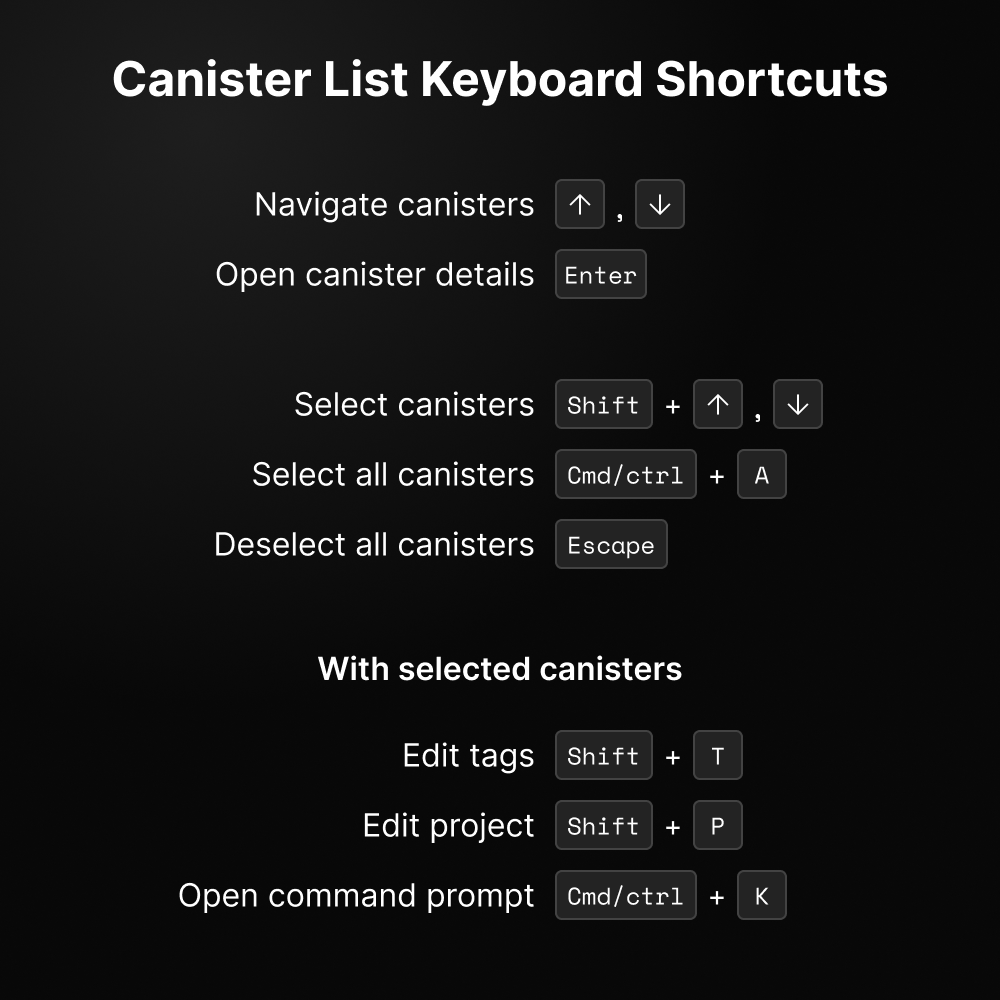 Canister List Keyboard Shortcuts
Navigate canisters ↑ , ↓
Open canister details Enter
Select canisters Shift + ↑ , ↓
Select all canisters Cmd/ctrl + A
Deselect all canisters Escape
With selected canisters
Edit tags Shift + T
Edit project Shift + P
Open command prompt Cmd/ctrl + K